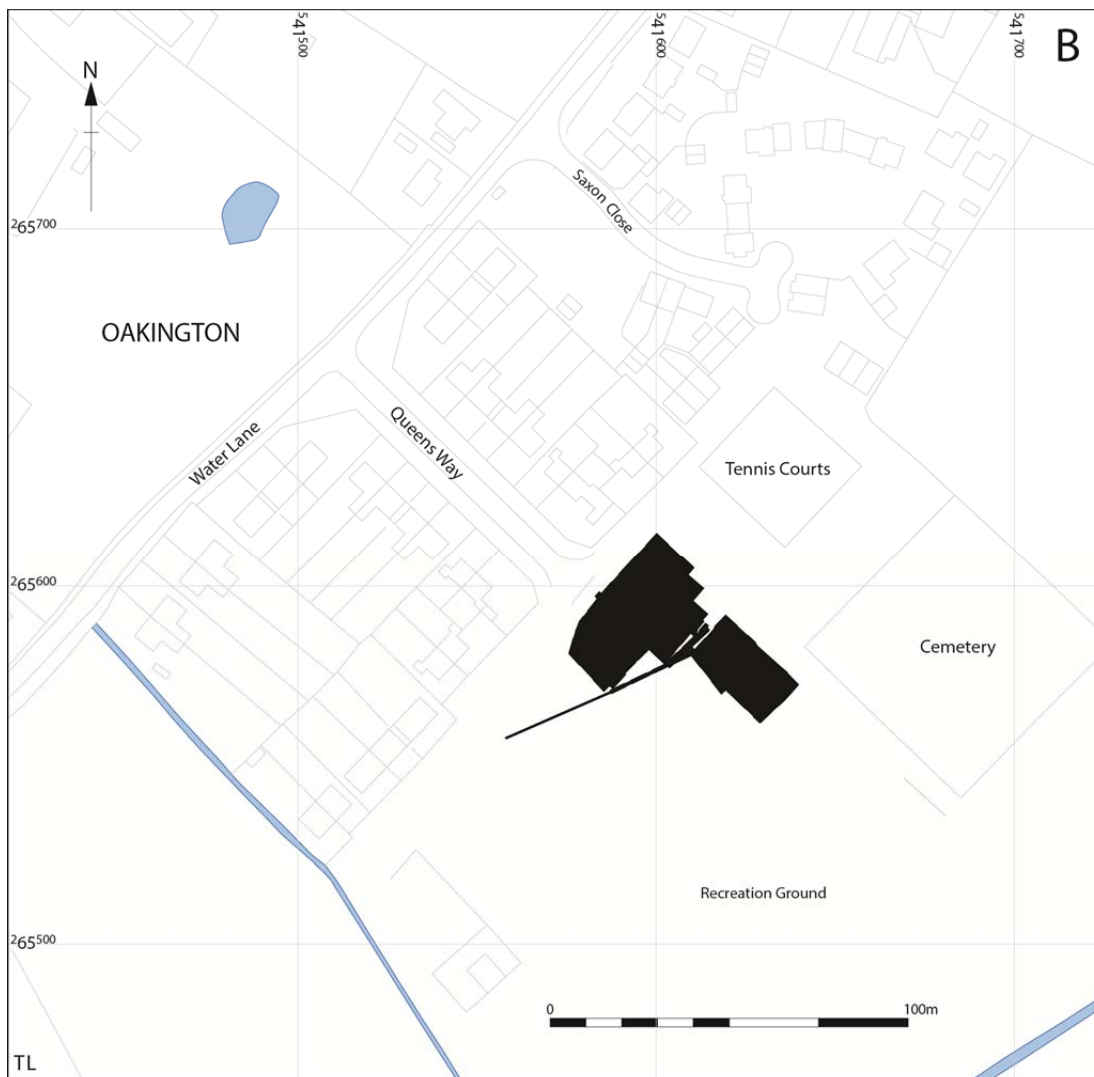 541500
541600
541700
B
N
Saxon Close
265700
OAKINGTON
Queens Way
Water Lane
Tennis Courts
265600
Cemetery
Recreation Ground
265500
0
100m
TL